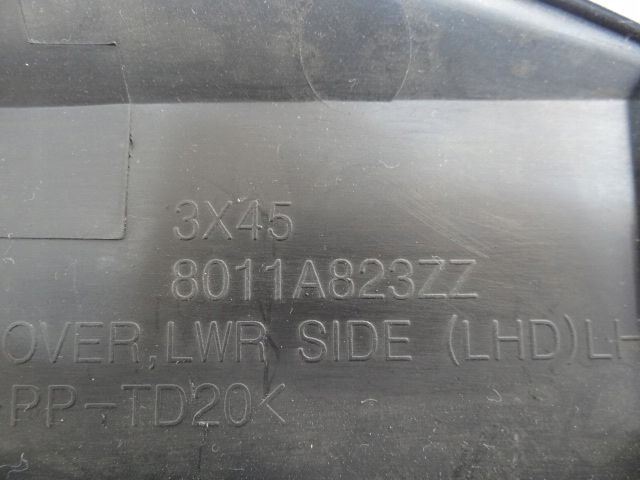 3X45
8011A823ZZ
OVER,LWR SIDE (LHD)LH
PP-TD20<